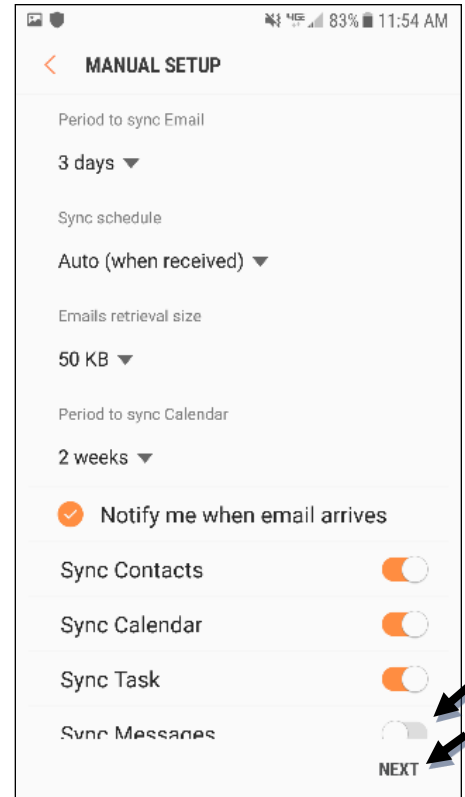 83% 11:54 AM
MANUAL SETUP
Period to sync Email
3 days
Sync schedule
Auto (when received)
Emails retrieval size
50 KB
Period to sync Calendar
2 weeks
Notify me when email arrives
Sync Contacts
Sync Calendar
Sync Task
Sync Messages
NEXT